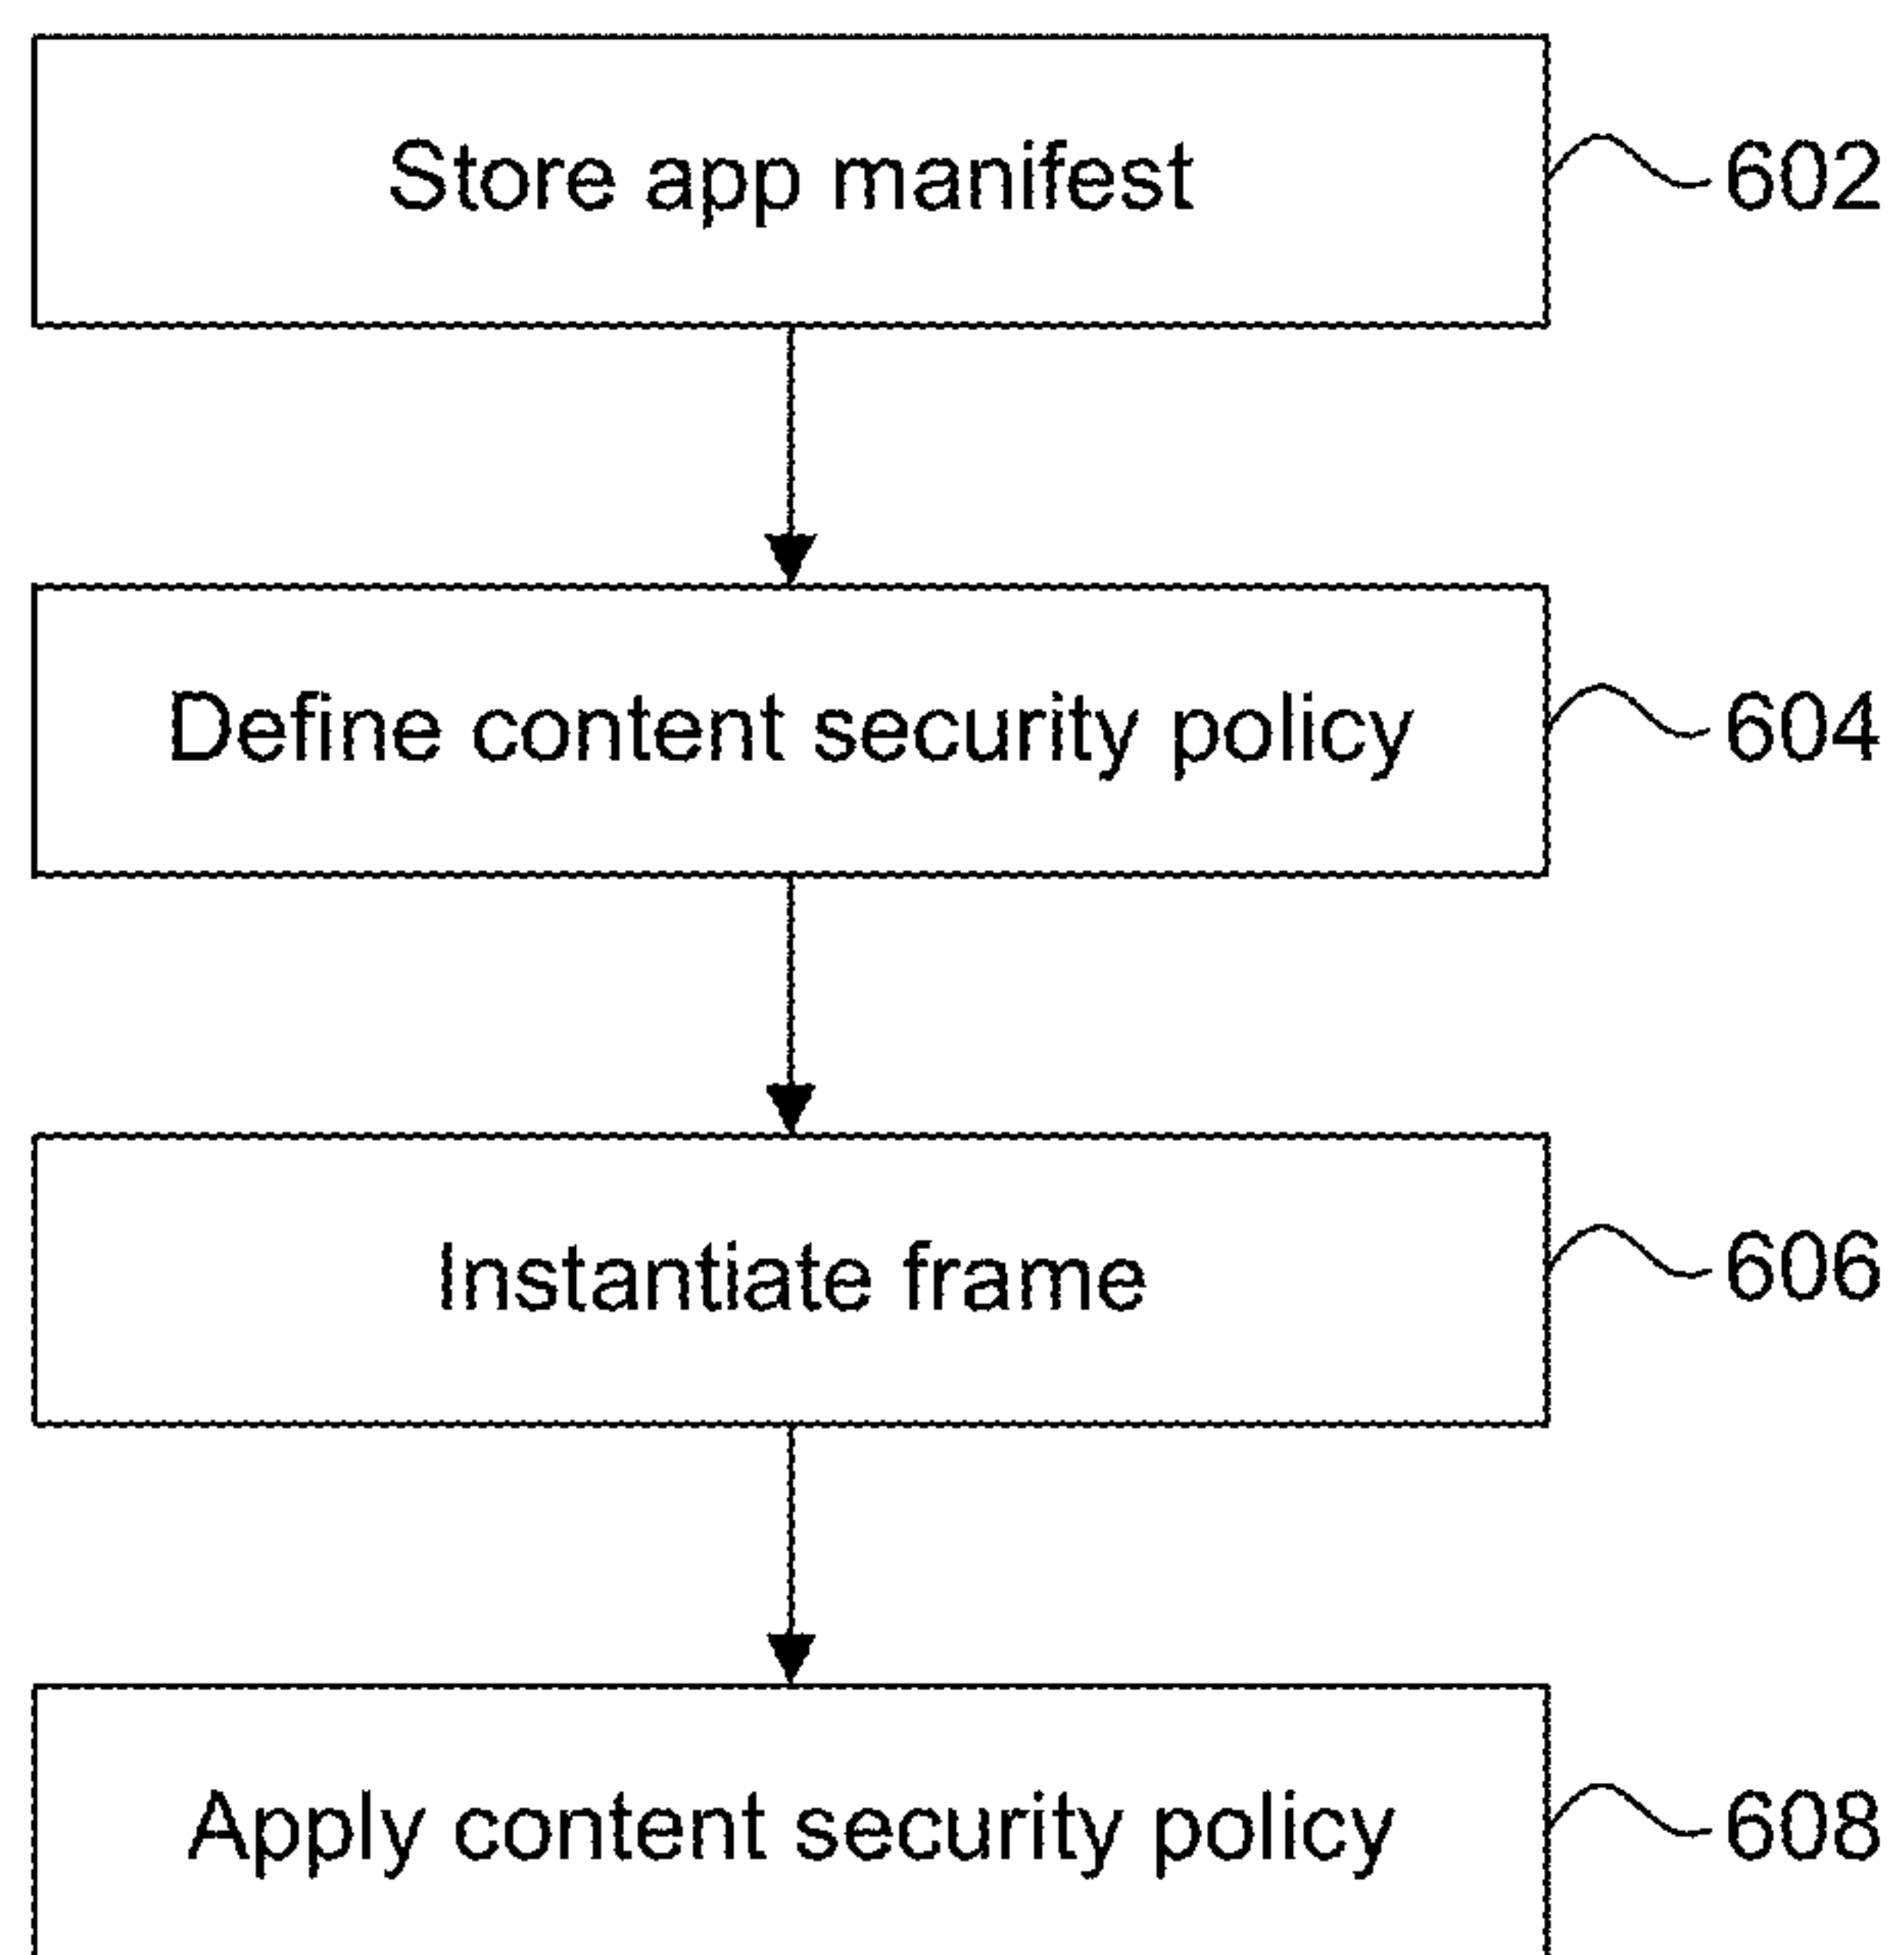 Store app manifest
602
Define content security policy
604
Instantiate frame
606
Apply content security policy
608